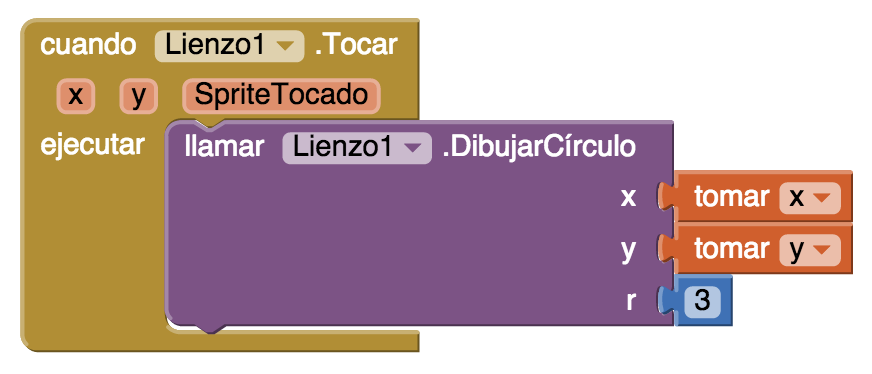 cuando Lienzo1 .Tocar
x y SpriteTocado
ejecutar llamar Lienzo1 .DibujarCírculo
x tomar x
y tomar y
r 3